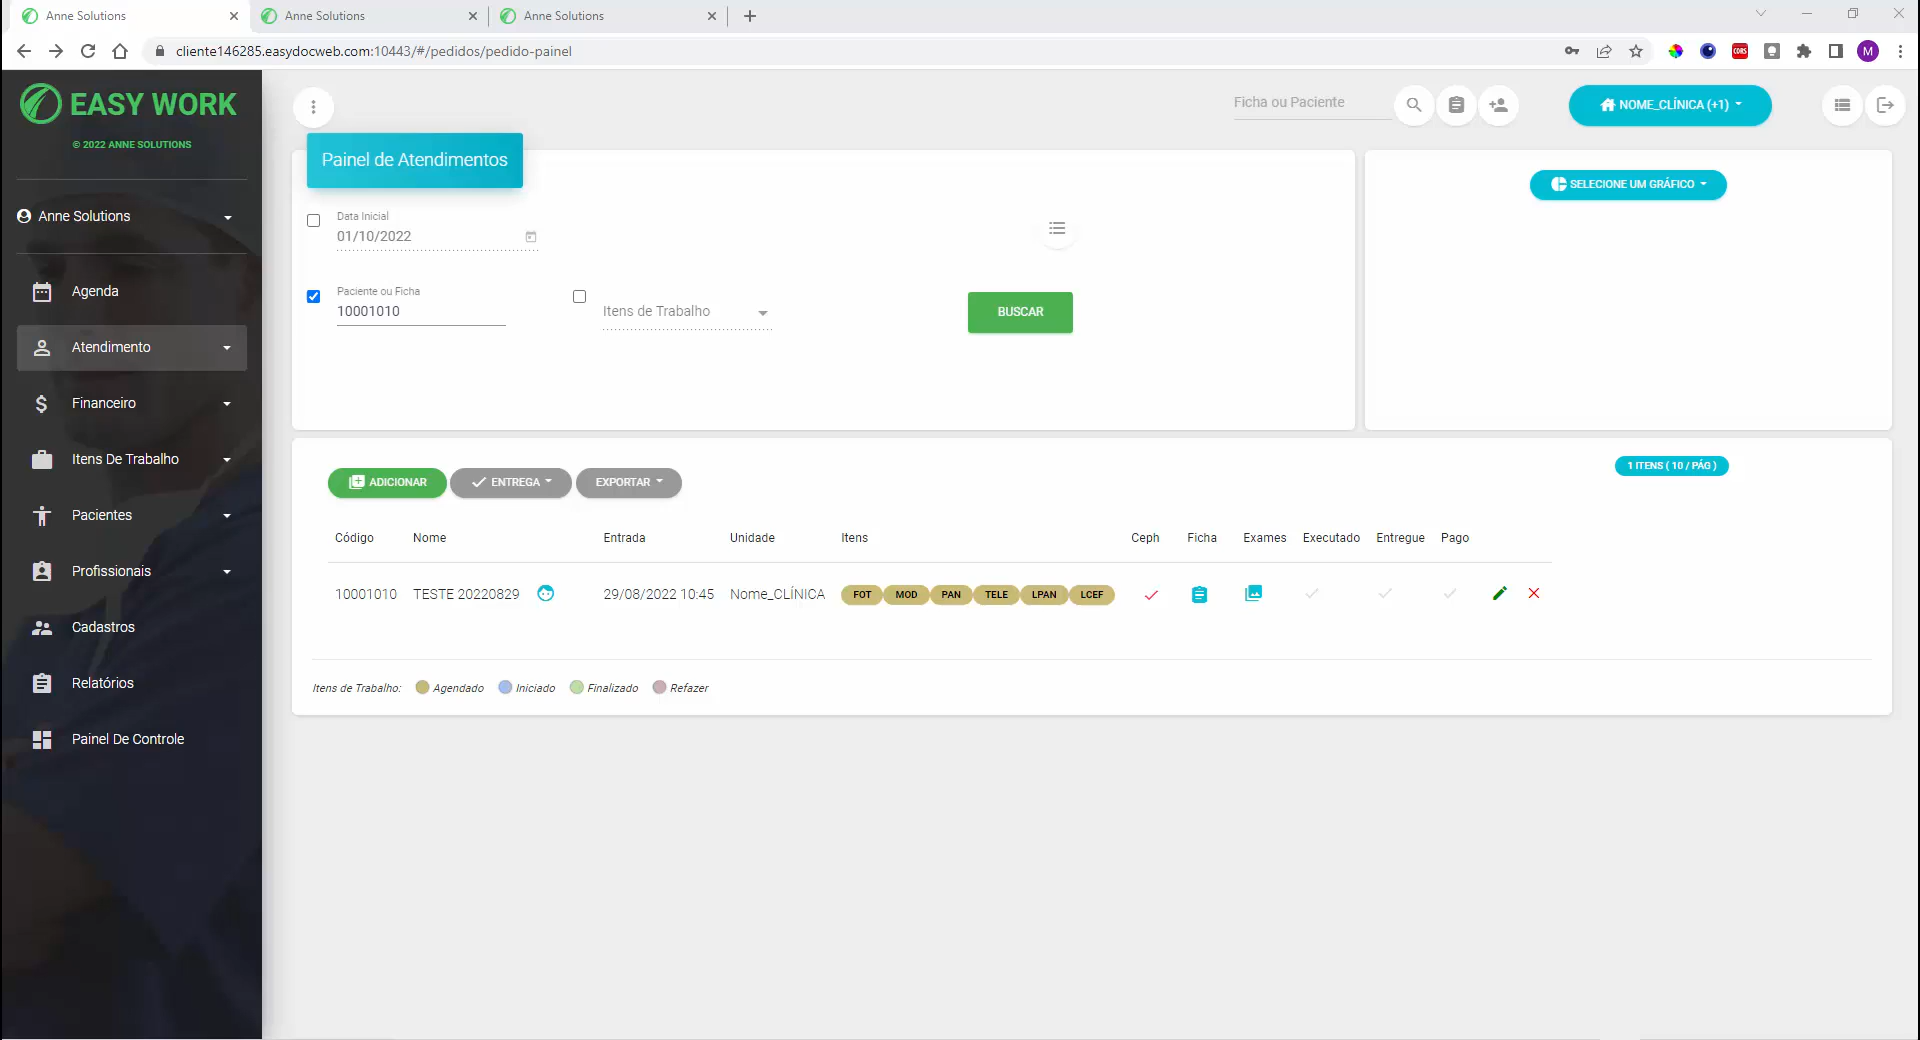 Anne Solutions
Anne Solutions
Anne Solutions
cliente146285.easydocweb.com:10443/#/pedidos/pedido-painel
CORS
M
EASY WORK
© 2022 ANNE SOLUTIONS
Anne Solutions
Agenda
Atendimento
Financeiro
Itens De Trabalho
Pacientes
Profissionais
Cadastros
Relatórios
Painel De Controle
Ficha ou Paciente
NOME_CLÍNICA (+1)
Painel de Atendimentos
Data Inicial
01/10/2022
Paciente ou Ficha
10001010
Itens de Trabalho
BUSCAR
SELECIONE UM GRÁFICO
ADICIONAR
ENTREGA
EXPORTAR
1 ITENS ( 10 / PÁG )
Código Nome Entrada Unidade Itens Ceph Ficha Exames Executado Entregue Pago
10001010 TESTE 20220829 29/08/2022 10:45 Nome_CLÍNICA FOT MOD PAN TELE LPAN LCEF
Itens de Trabalho: Agendado Iniciado Finalizado Refazer